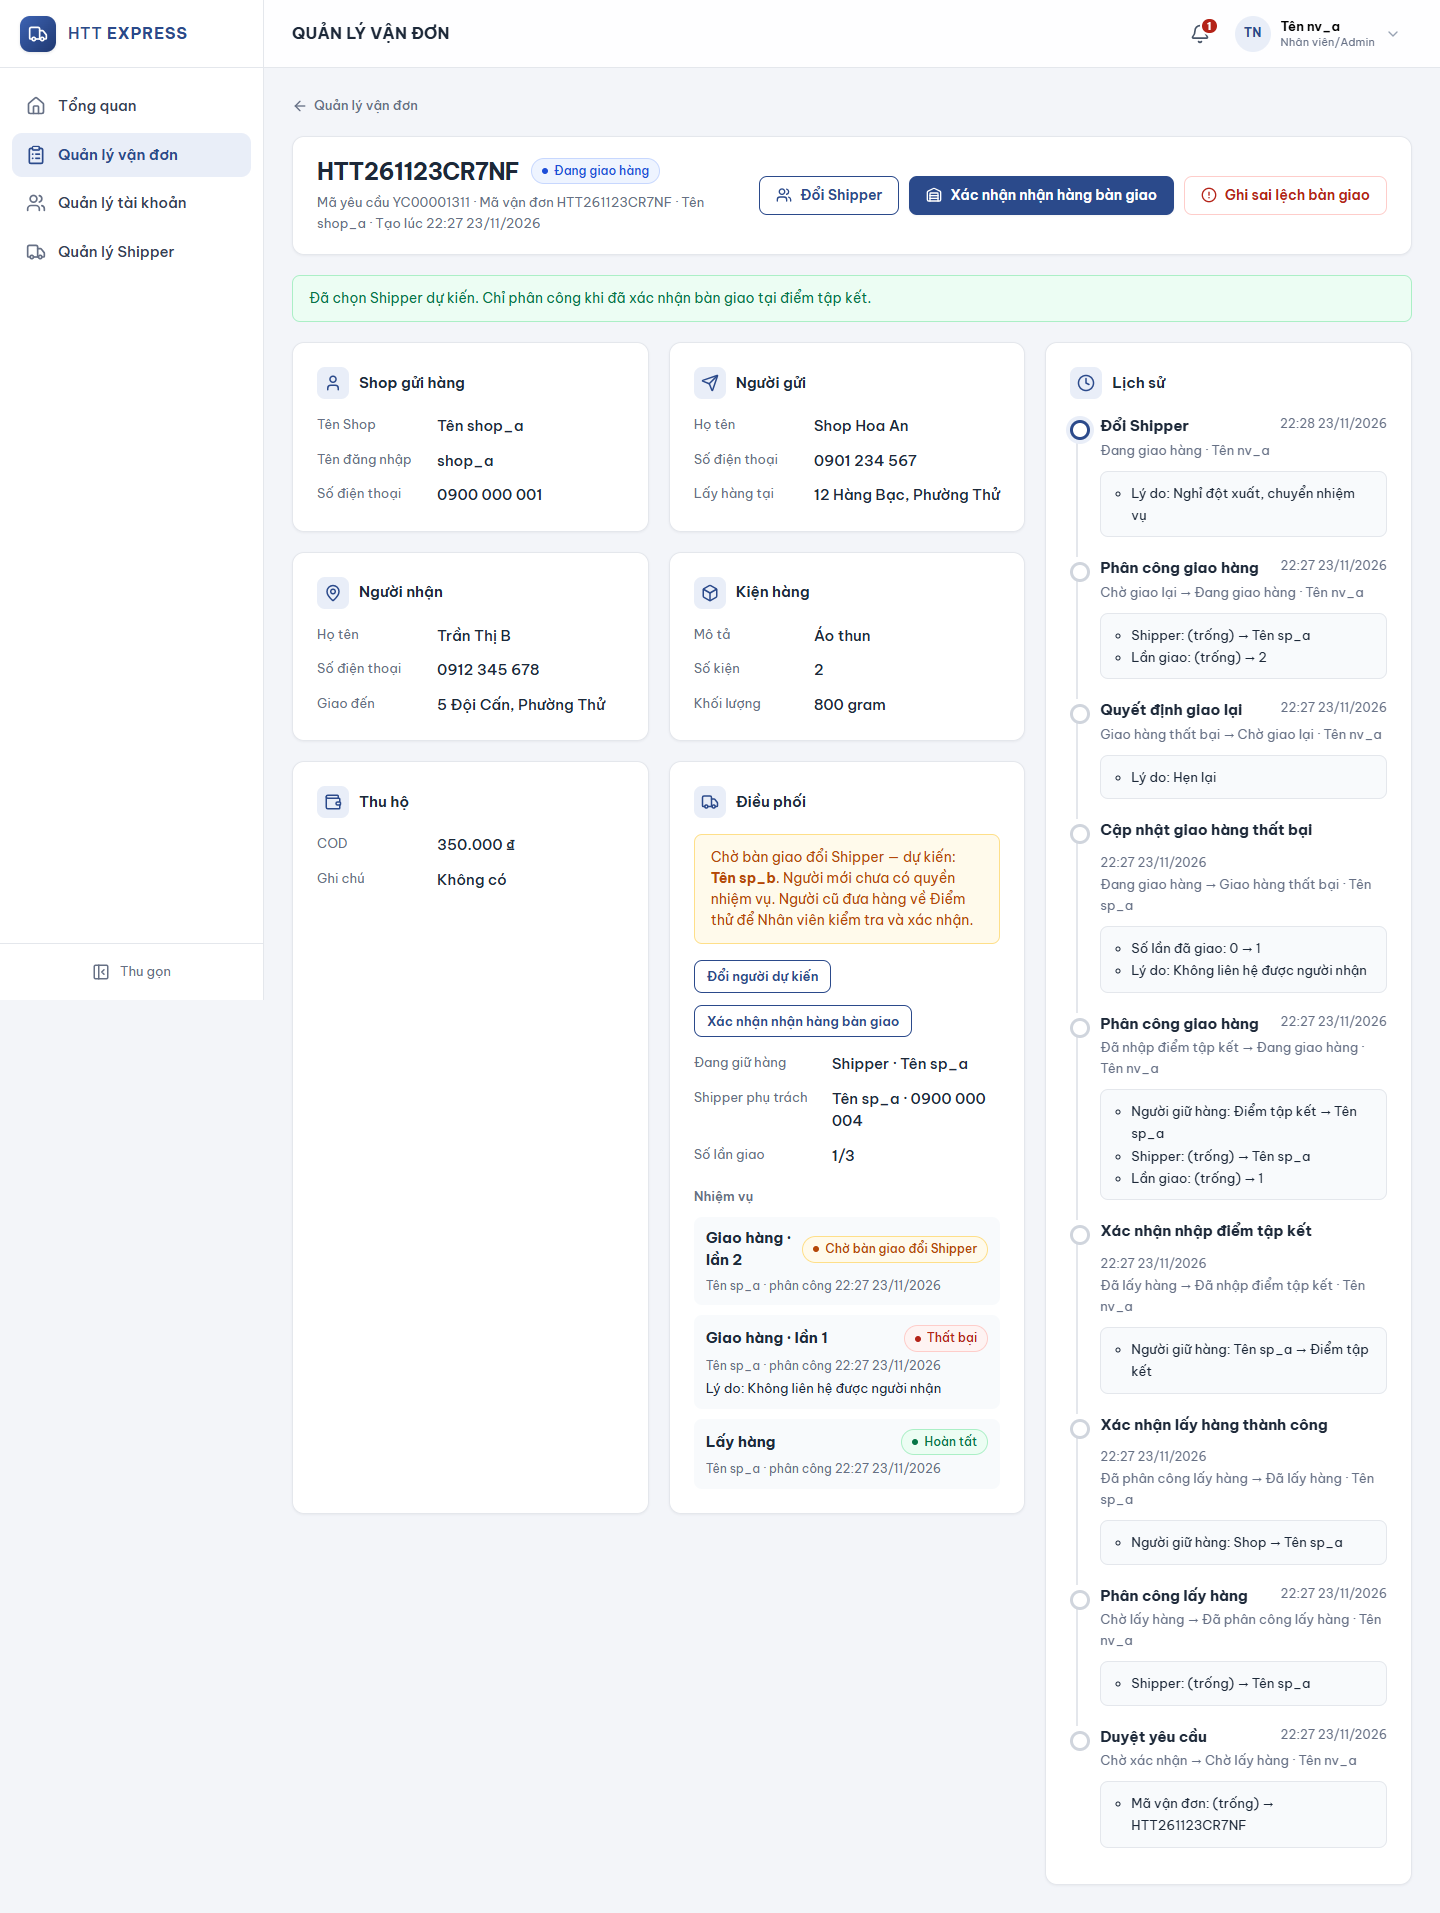 HTT EXPRESS
QUẢN LÝ VẬN ĐƠN
1
TN
Tên nv_a
Nhân viên/Admin
Tổng quan
Quản lý vận đơn
Quản lý tài khoản
Quản lý Shipper
Thu gọn
Quản lý vận đơn
HTT261123CR7NF
Đang giao hàng
Mã yêu cầu YC00001311 · Mã vận đơn HTT261123CR7NF · Tên
shop_a · Tạo lúc 22:27 23/11/2026
Đổi Shipper
Xác nhận nhận hàng bàn giao
Ghi sai lệch bàn giao
Đã chọn Shipper dự kiến. Chỉ phân công khi đã xác nhận bàn giao tại điểm tập kết.
Shop gửi hàng
Tên Shop
Tên shop_a
Tên đăng nhập
shop_a
Số điện thoại
0900 000 001
Người gửi
Họ tên
Shop Hoa An
Số điện thoại
0901 234 567
Lấy hàng tại
12 Hàng Bạc, Phường Thử
Người nhận
Họ tên
Trần Thị B
Số điện thoại
0912 345 678
Giao đến
5 Đội Cấn, Phường Thử
Kiện hàng
Mô tả
Áo thun
Số kiện
2
Khối lượng
800 gram
Thu hộ
COD
350.000 ₫
Ghi chú
Không có
Điều phối
Chờ bàn giao đổi Shipper — dự kiến:
Tên sp_b. Người mới chưa có quyền
nhiệm vụ. Người cũ đưa hàng về Điểm
thử để Nhân viên kiểm tra và xác nhận.
Đổi người dự kiến
Xác nhận nhận hàng bàn giao
Đang giữ hàng
Shipper · Tên sp_a
Shipper phụ trách
Tên sp_a · 0900 000
004
Số lần giao
1/3
Nhiệm vụ
Giao hàng ·
lần 2
Chờ bàn giao đổi Shipper
Tên sp_a · phân công 22:27 23/11/2026
Giao hàng · lần 1
Thất bại
Tên sp_a · phân công 22:27 23/11/2026
Lý do: Không liên hệ được người nhận
Lấy hàng
Hoàn tất
Tên sp_a · phân công 22:27 23/11/2026
Lịch sử
Đổi Shipper
22:28 23/11/2026
Đang giao hàng · Tên nv_a
Lý do: Nghỉ đột xuất, chuyển nhiệm
vụ
Phân công giao hàng
22:27 23/11/2026
Chờ giao lại → Đang giao hàng · Tên nv_a
Shipper: (trống) → Tên sp_a
Lần giao: (trống) → 2
Quyết định giao lại
22:27 23/11/2026
Giao hàng thất bại → Chờ giao lại · Tên nv_a
Lý do: Hẹn lại
Cập nhật giao hàng thất bại
22:27 23/11/2026
Đang giao hàng → Giao hàng thất bại · Tên
sp_a
Số lần đã giao: 0 → 1
Lý do: Không liên hệ được người nhận
Phân công giao hàng
22:27 23/11/2026
Đã nhập điểm tập kết → Đang giao hàng ·
Tên nv_a
Người giữ hàng: Điểm tập kết → Tên
sp_a
Shipper: (trống) → Tên sp_a
Lần giao: (trống) → 1
Xác nhận nhập điểm tập kết
22:27 23/11/2026
Đã lấy hàng → Đã nhập điểm tập kết · Tên
nv_a
Người giữ hàng: Tên sp_a → Điểm tập
kết
Xác nhận lấy hàng thành công
22:27 23/11/2026
Đã phân công lấy hàng → Đã lấy hàng · Tên
sp_a
Người giữ hàng: Shop → Tên sp_a
Phân công lấy hàng
22:27 23/11/2026
Chờ lấy hàng → Đã phân công lấy hàng · Tên
nv_a
Shipper: (trống) → Tên sp_a
Duyệt yêu cầu
22:27 23/11/2026
Chờ xác nhận → Chờ lấy hàng · Tên nv_a
Mã vận đơn: (trống) →
HTT261123CR7NF